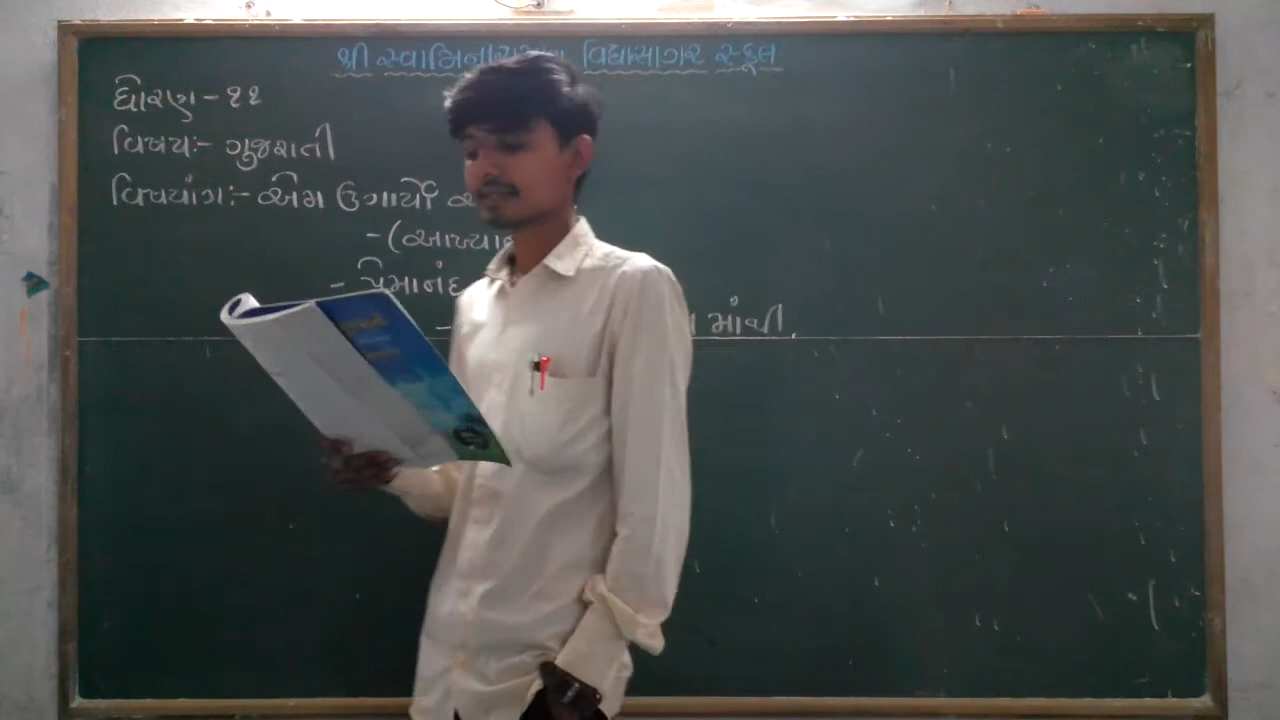 શ્રી સ્વામિનારાયણ વિદ્યાસાગર સ્કૂલ
ધોરણ - ૧૧
વિષય:- ગુજરાતી
વિષયાંગ:- એમ ઉગાર્યો
- (આખ્યાન
- પ્રેમાનંદ
- માંથી.